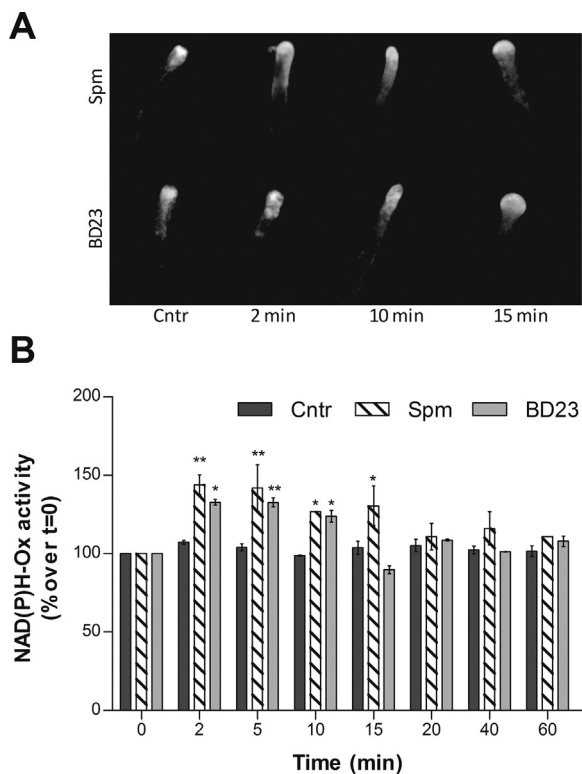 A
Spm
BD23
Cntr 2 min 10 min 15 min
B
200
Cntr Spm BD23
** ** *
* ** * *
150
100
50
0
NAD(P)H-Ox activity
(% over t=0)
0 2 5 10 15 20 40 60
Time (min)